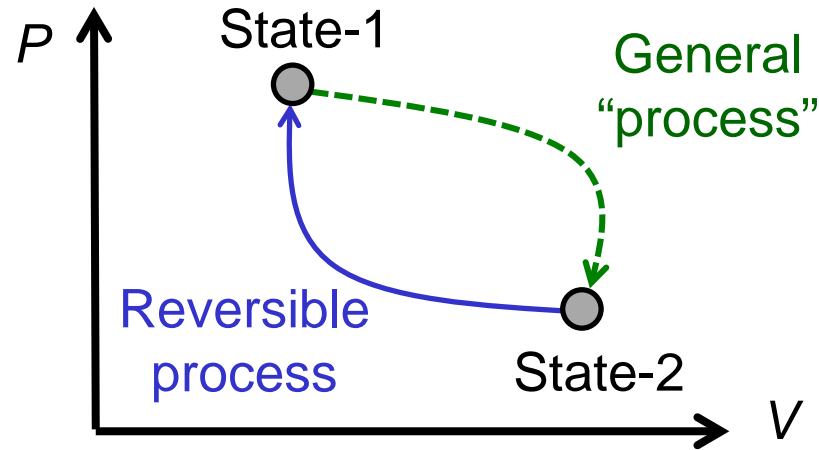 P
State-1
General
“process”
Reversible
process
State-2
V